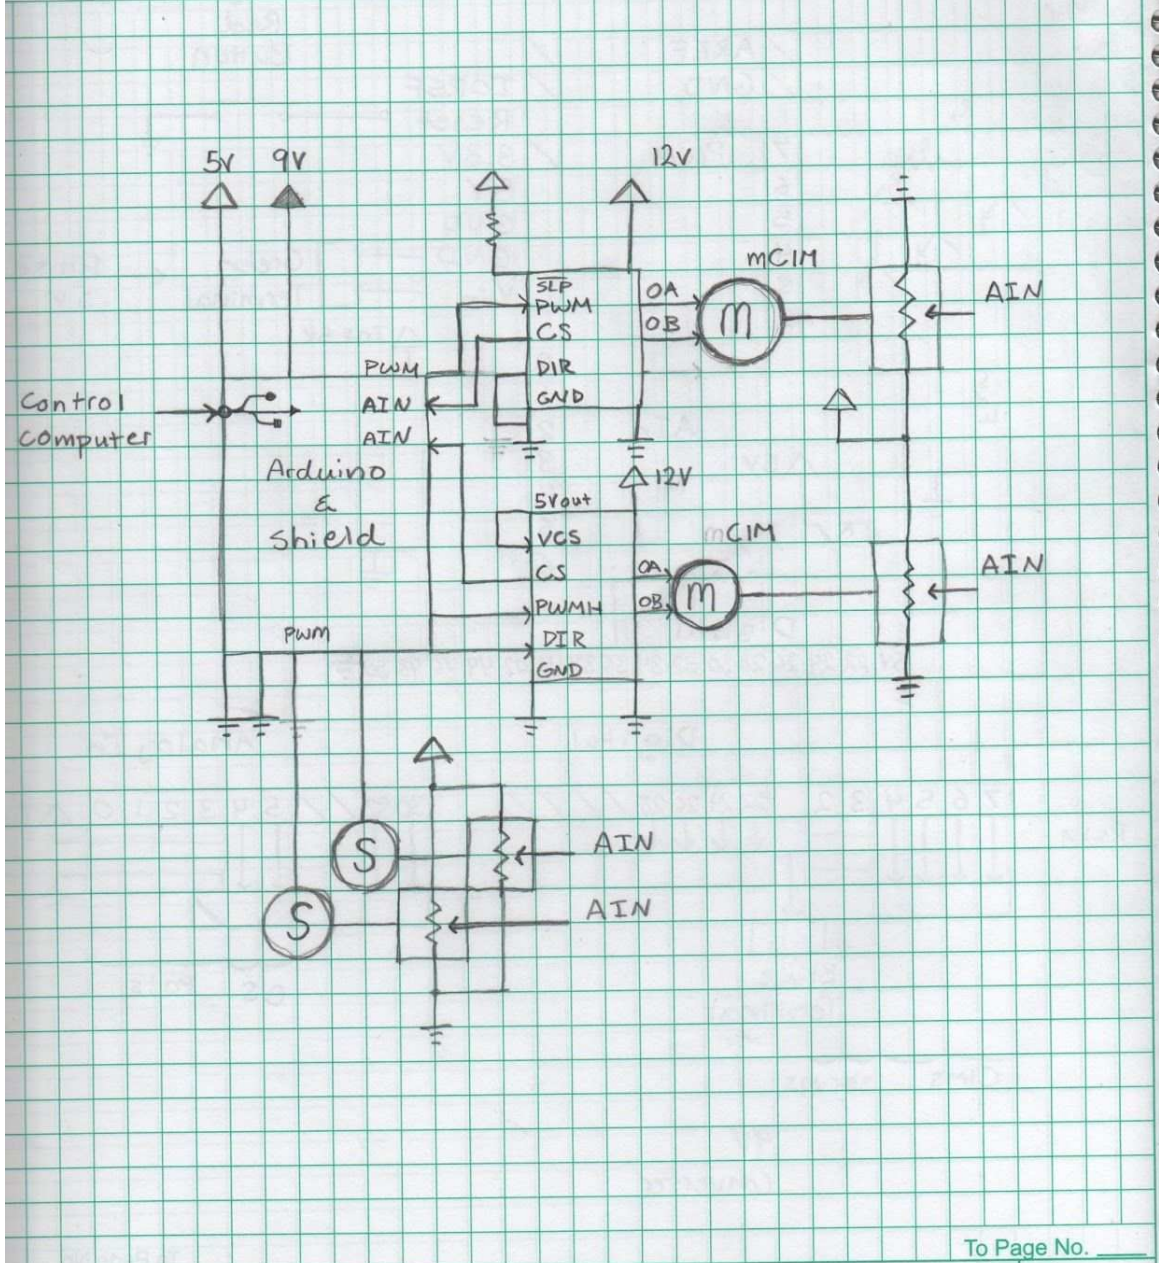 5V 9V
12V
mCIM
SLP
PWM
CS
DIR
GND
OA
OB
M
AIN
PWM
AIN
AIN
Control
computer
Arduino
&
Shield
12V
5Vout
VCS
CS
PWMH
DIR
GND
mCIM
OA
OB
M
AIN
PWM
S
AIN
S
AIN
To Page No.